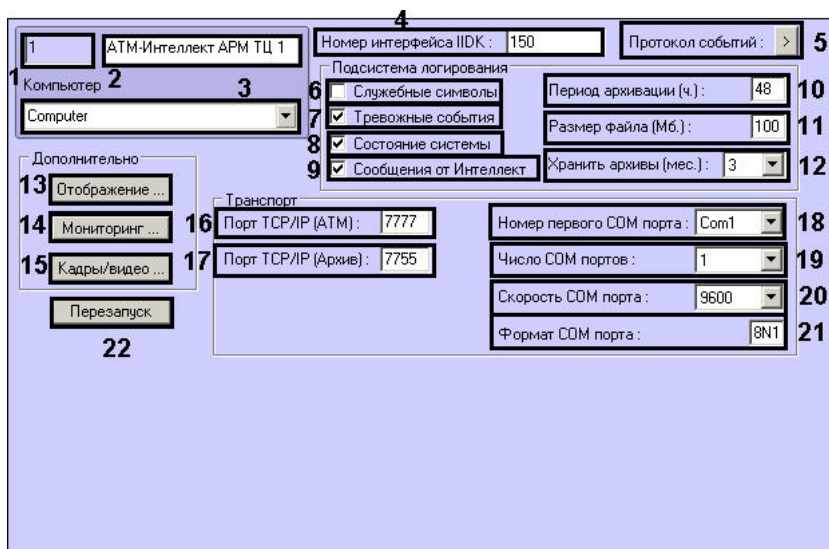 4
1 АТМ-Интеллект АРМ ТЦ 1
Номер интерфейса IIDK : 150
Протокол событий : > 5
1 Компьютер 2 3
Computer
Подсистема логирования
6 Служебные символы
7 Тревожные события
8 Состояние системы
9 Сообщения от Интеллект
Период архивации (ч.) : 48 10
Размер файла (Мб.) : 100 11
Хранить архивы (мес.) : 3 12
Дополнительно
13 Отображение ...
14 Мониторинг ...
15 Кадры/видео ...
Перезапуск
22
Транспорт
16 Порт TCP/IP (АТМ) : 7777
17 Порт TCP/IP (Архив) : 7755
Номер первого COM порта : Com1 18
Число COM портов : 1 19
Скорость COM порта : 9600 20
Формат COM порта : 8N1 21